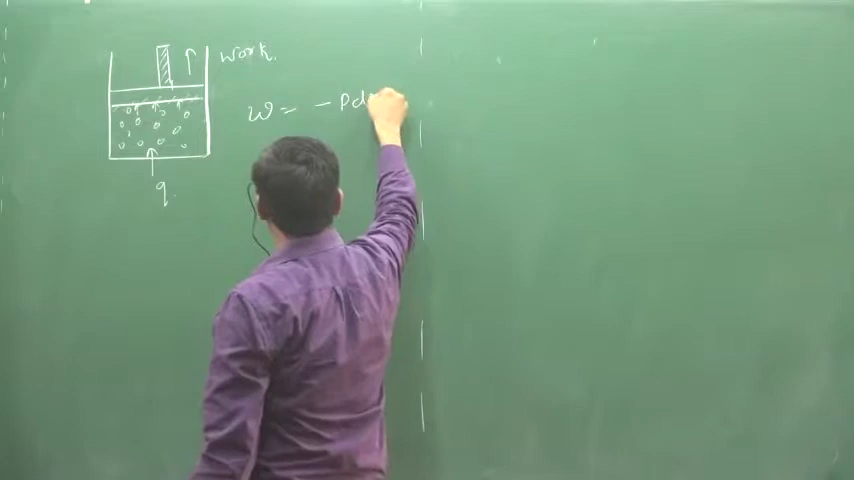 work.
w = - Pd
q.